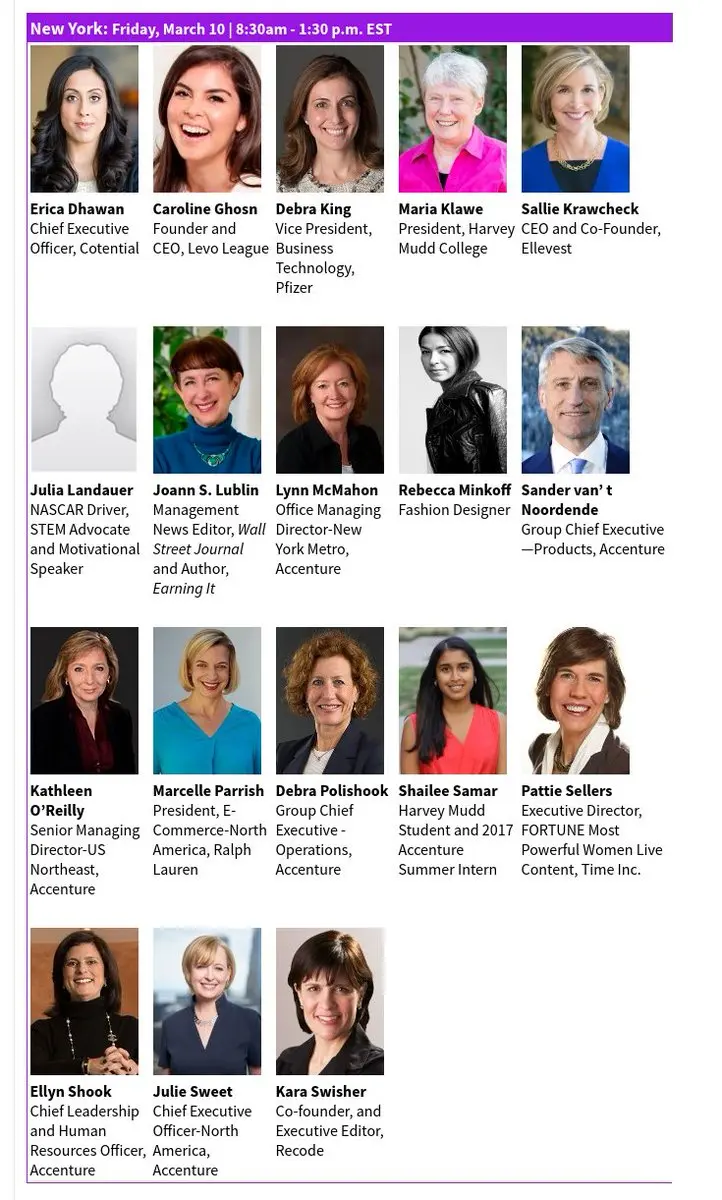 New York: Friday, March 10 | 8:30am - 1:30 p.m. EST
Erica Dhawan
Chief Executive
Officer, Cotential
Caroline Ghosn
Founder and
CEO, Levo League
Debra King
Vice President,
Business
Technology,
Pfizer
Maria Klawe
President, Harvey
Mudd College
Sallie Krawcheck
CEO and Co-Founder,
Ellevest
Julia Landauer
NASCAR Driver,
STEM Advocate
and Motivational
Speaker
Joann S. Lublin
Management
News Editor, Wall
Street Journal
and Author,
Earning It
Lynn McMahon
Office Managing
Director-New
York Metro,
Accenture
Rebecca Minkoff
Fashion Designer
Sander van’ t
Noordende
Group Chief Executive
—Products, Accenture
Kathleen
O’Reilly
Senior Managing
Director-US
Northeast,
Accenture
Marcelle Parrish
President, E-
Commerce-North
America, Ralph
Lauren
Debra Polishook
Group Chief
Executive -
Operations,
Accenture
Shailee Samar
Harvey Mudd
Student and 2017
Accenture
Summer Intern
Pattie Sellers
Executive Director,
FORTUNE Most
Powerful Women Live
Content, Time Inc.
Ellyn Shook
Chief Leadership
and Human
Resources Officer,
Accenture
Julie Sweet
Chief Executive
Officer-North
America,
Accenture
Kara Swisher
Co-founder, and
Executive Editor,
Recode